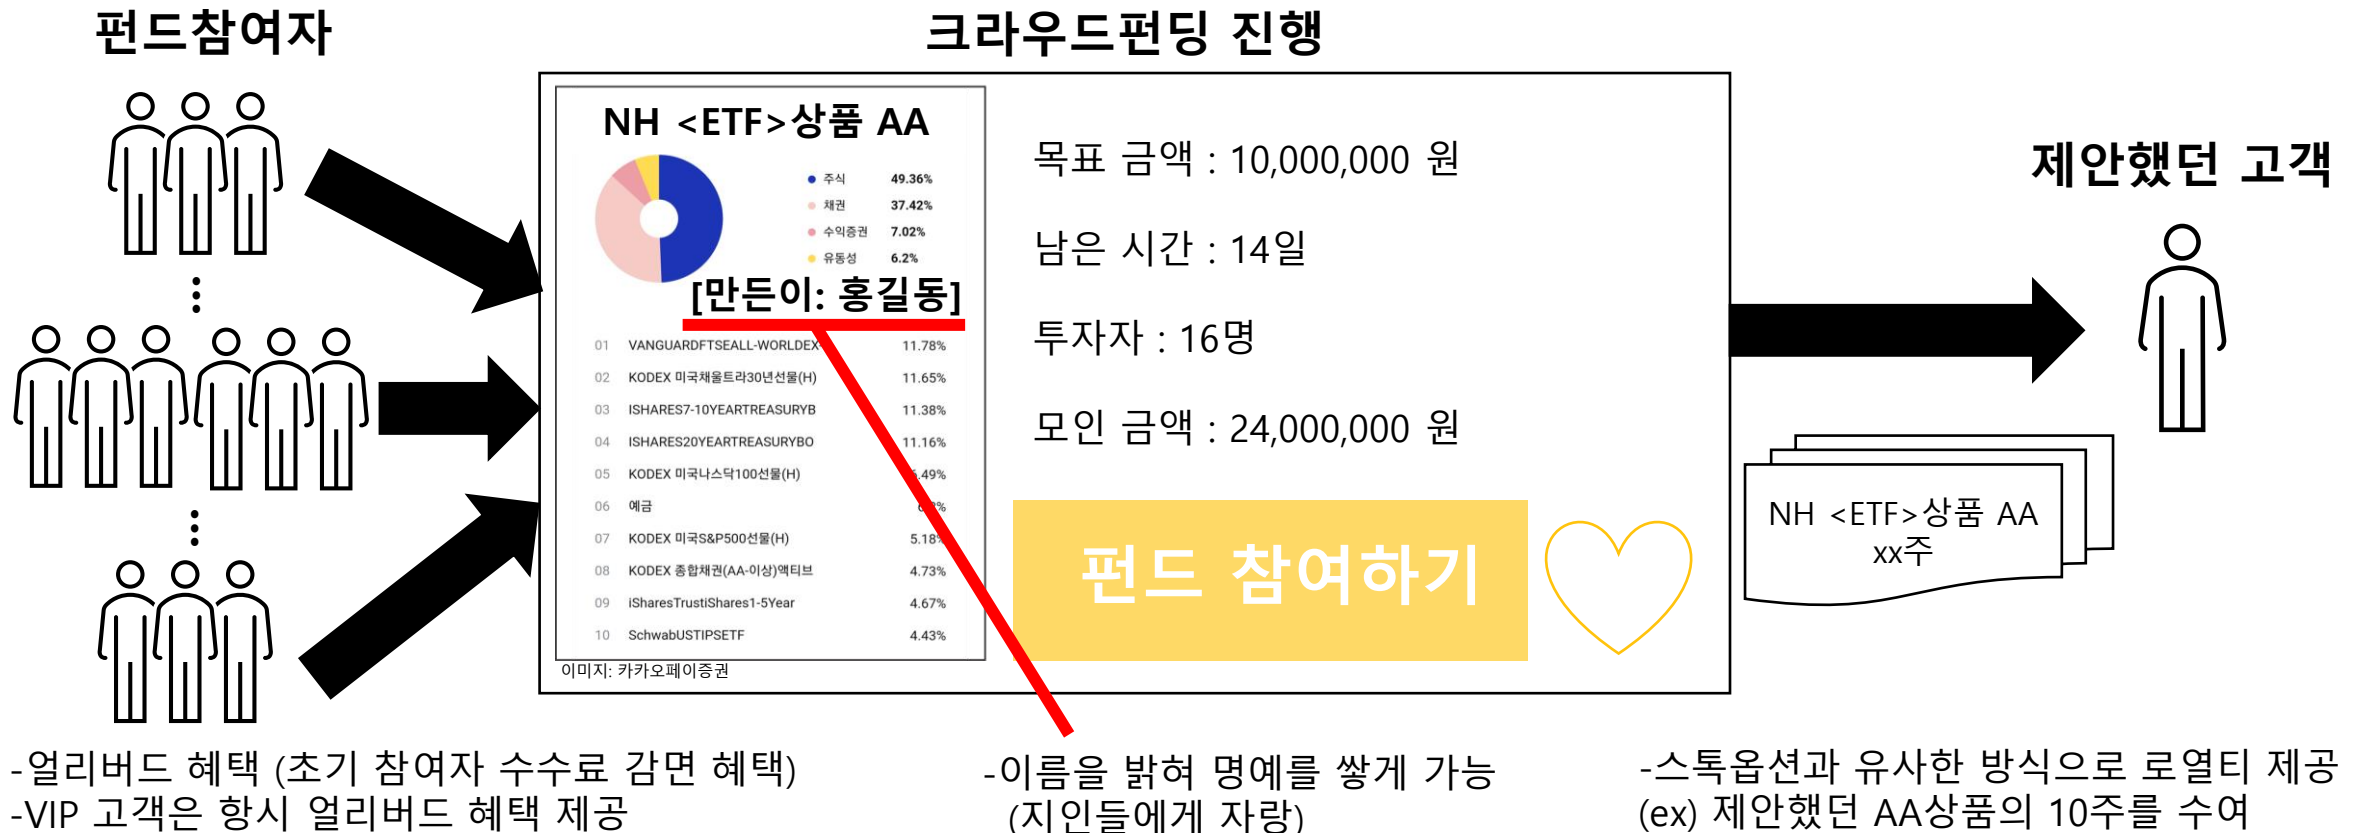 펀드참여자
크라우드펀딩 진행
NH <ETF>상품 AA
주식 49.36%
채권 37.42%
수익증권 7.02%
유동성 6.2%
[만든이: 홍길동]
01 VANGUARDFTSEALL-WORLDEX-
11.78%
02 KODEX 미국채울트라30년선물(H) 11.65%
03 ISHARES7-10YEARTREASURYB 11.38%
04 ISHARES20YEARTREASURYBO 11.16%
05 KODEX 미국나스닥100선물(H)
06 예금
07 KODEX 미국S&P500선물(H) 5.18%
08 KODEX 종합채권(AA-이상)액티브 4.73%
09 iSharesTrustiShares1-5Year 4.67%
10 SchwabUSTIPSETF 4.43%
이미지: 카카오페이증권
목표 금액 : 10,000,000 원
남은 시간 : 14일
투자자 : 16명
모인 금액 : 24,000,000 원
펀드 참여하기
제안했던 고객
NH <ETF>상품 AA
xx주
-얼리버드 혜택 (초기 참여자 수수료 감면 혜택)
-VIP 고객은 항시 얼리버드 혜택 제공
-이름을 밝혀 명예를 쌓게 가능
(지인들에게 자랑)
-스톡옵션과 유사한 방식으로 로열티 제공
(ex) 제안했던 AA상품의 10주를 수여